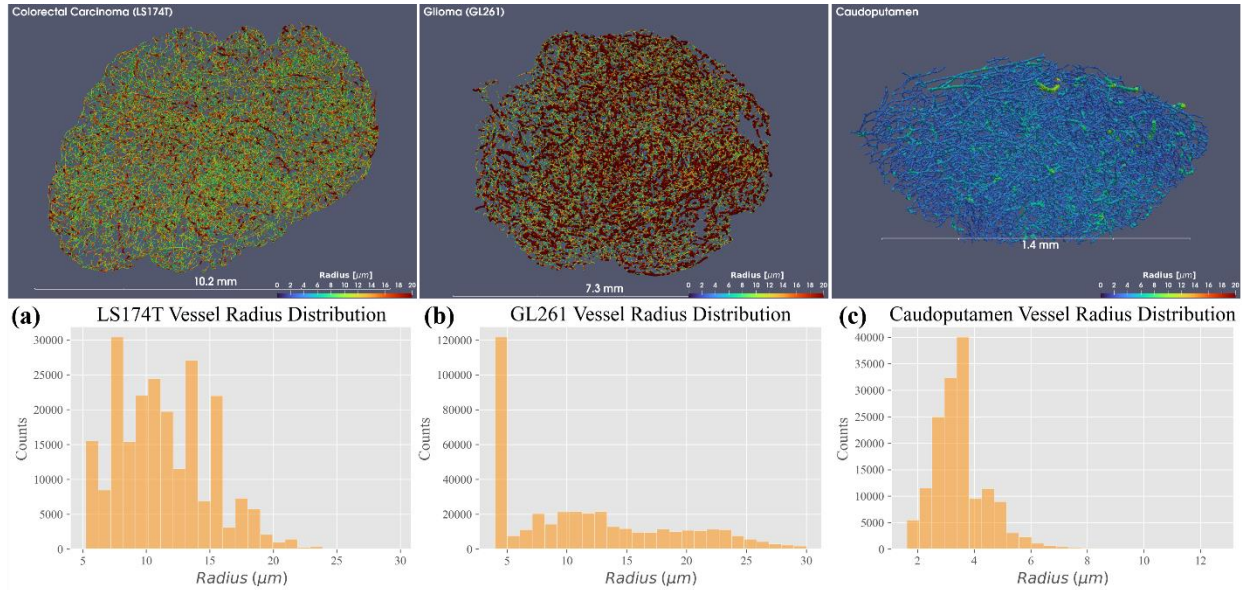 Colorectal Carcinoma (LS174T)
10.2 mm
Radius [µm]
0 2 4 6 8 10 12 14 16 18 20
Glioma (GL261)
7.3 mm
Radius [µm]
0 2 4 6 8 10 12 14 16 18 20
Caudoputamen
1.4 mm
Radius [µm]
0 2 4 6 8 10 12 14 16 18 20
(a) LS174T Vessel Radius Distribution
30000
25000
20000
15000
10000
5000
0
Counts
5 10 15 20 25 30
Radius (µm)
(b) GL261 Vessel Radius Distribution
120000
100000
80000
60000
40000
20000
0
Counts
5 10 15 20 25 30
Radius (µm)
(c) Caudoputamen Vessel Radius Distribution
40000
35000
30000
25000
20000
15000
10000
5000
0
Counts
2 4 6 8 10 12
Radius (µm)